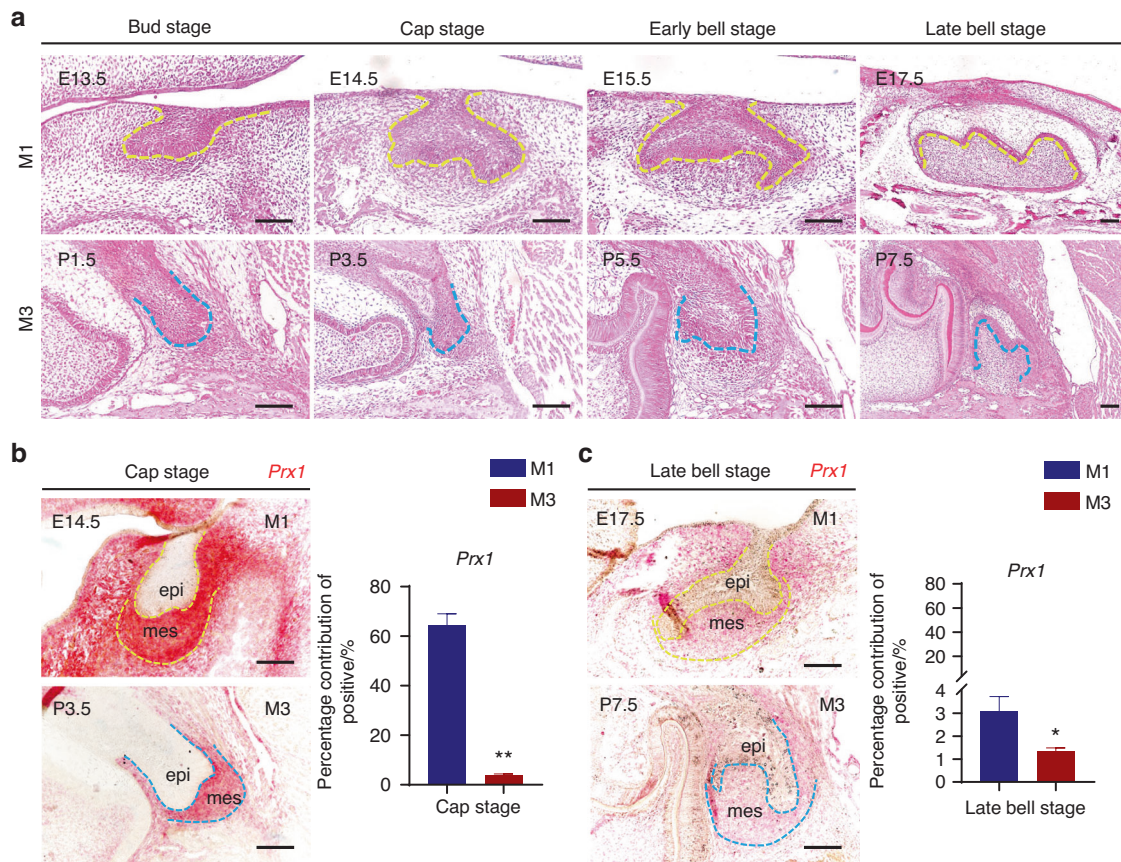 a
Bud stage
Cap stage
Early bell stage
Late bell stage
M1
E13.5
E14.5
E15.5
E17.5
M3
P1.5
P3.5
P5.5
P7.5
b
Cap stage
Prx1
E14.5
M1
epi
mes
P3.5
M3
epi
mes
M1
M3
Prx1
Percentage contribution of
positive/%
80
60
40
20
0
**
Cap stage
c
Late bell stage
Prx1
E17.5
M1
epi
mes
P7.5
M3
epi
mes
M1
M3
Prx1
Percentage contribution of
positive/%
80
60
40
20
4
3
2
1
0
*
Late bell stage